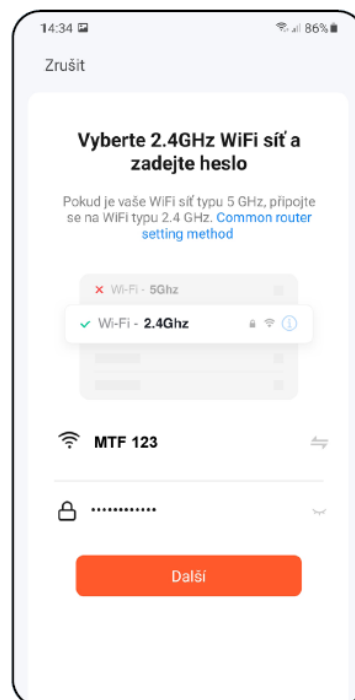 14:34 86%
Zrušit
Vyberte 2.4GHz WiFi síť a
zadejte heslo
Pokud je vaše WiFi síť typu 5 GHz, připojte
se na WiFi typu 2.4 GHz. Common router
setting method
Wi-Fi - 5Ghz
Wi-Fi - 2.4Ghz
MTF 123
••••••••••••
Další